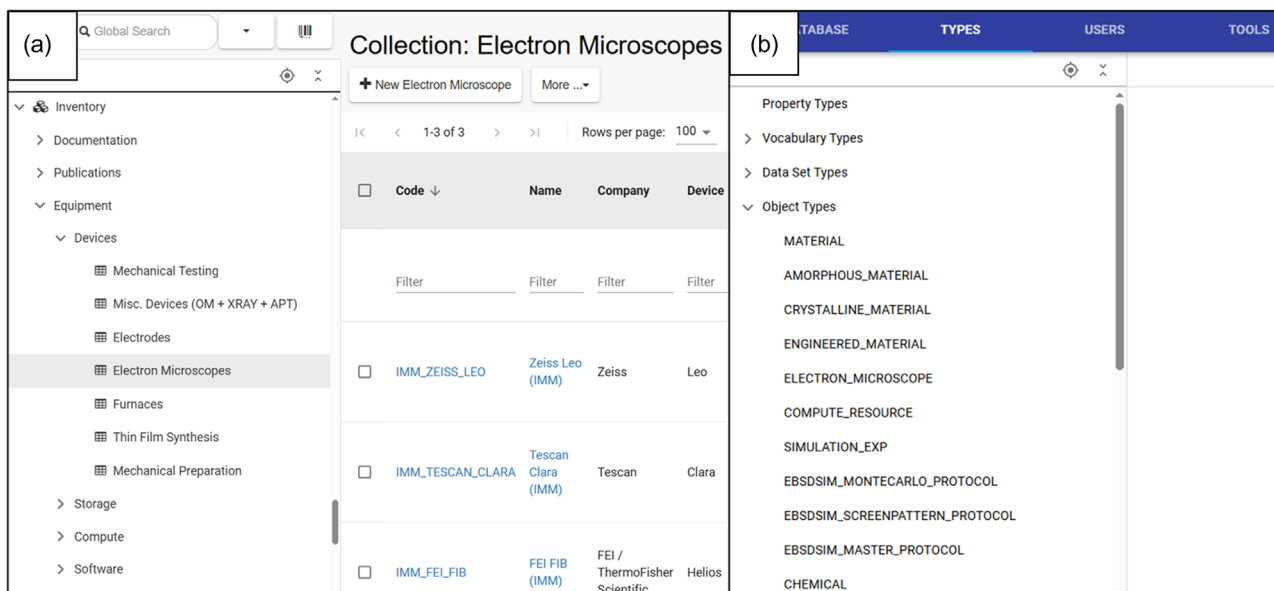 (a)
Global Search
Inventory
Documentation
Publications
Equipment
Devices
Mechanical Testing
Misc. Devices (OM + XRAY + APT)
Electrodes
Electron Microscopes
Furnaces
Thin Film Synthesis
Mechanical Preparation
Storage
Compute
Software
Collection: Electron Microscopes
New Electron Microscope
More ...
1-3 of 3
Rows per page: 100
Code Name Company Device
Filter Filter Filter Filter
IMM_ZEISS_LEO Zeiss Leo (IMM) Zeiss Leo
IMM_TESCAN_CLARA Tescan Clara (IMM) Tescan Clara
IMM_FEI_FIB FEI FIB (IMM) FEI / ThermoFisher Scientific Helios
(b)
TABASE TYPES USERS TOOLS
Property Types
Vocabulary Types
Data Set Types
Object Types
MATERIAL
AMORPHOUS_MATERIAL
CRYSTALLINE_MATERIAL
ENGINEERED_MATERIAL
ELECTRON_MICROSCOPE
COMPUTE_RESOURCE
SIMULATION_EXP
EBSDSIM_MONTECARLO_PROTOCOL
EBSDSIM_SCREENPATTERN_PROTOCOL
EBSDSIM_MASTER_PROTOCOL
CHEMICAL